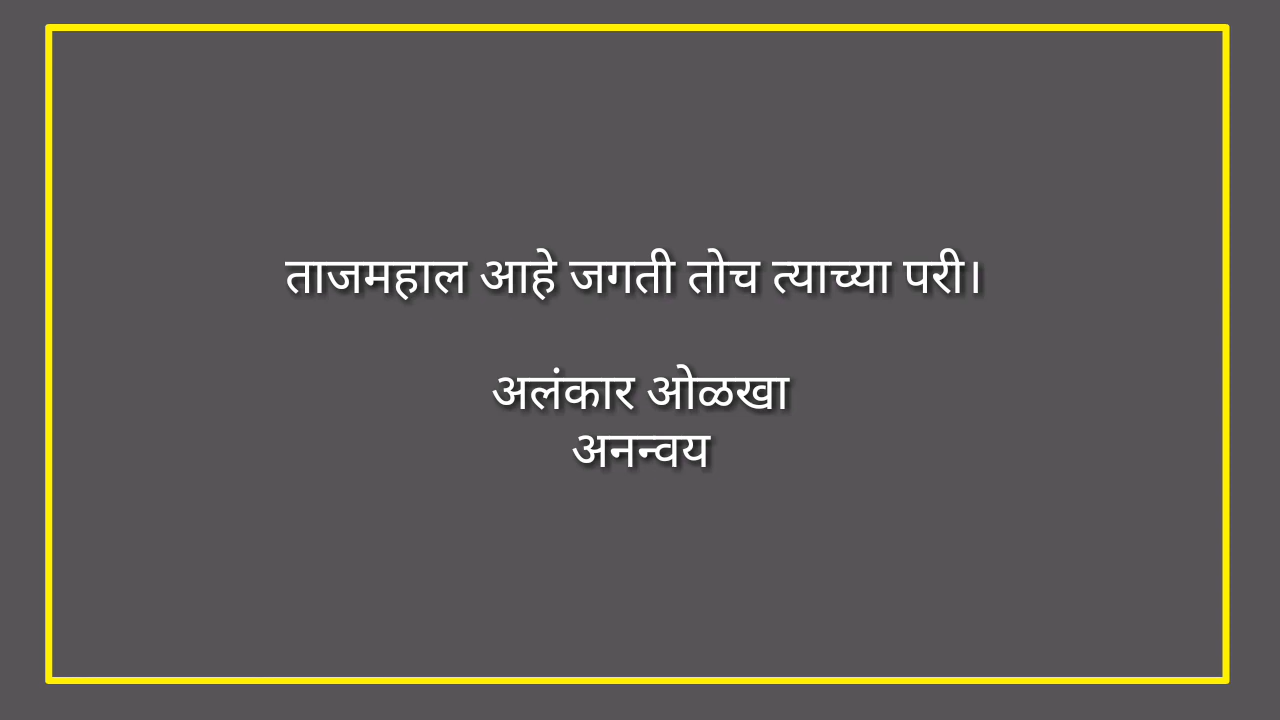 ताजमहाल आहे जगती तोच त्याच्या परी।
अलंकार ओळखा
अनन्वय